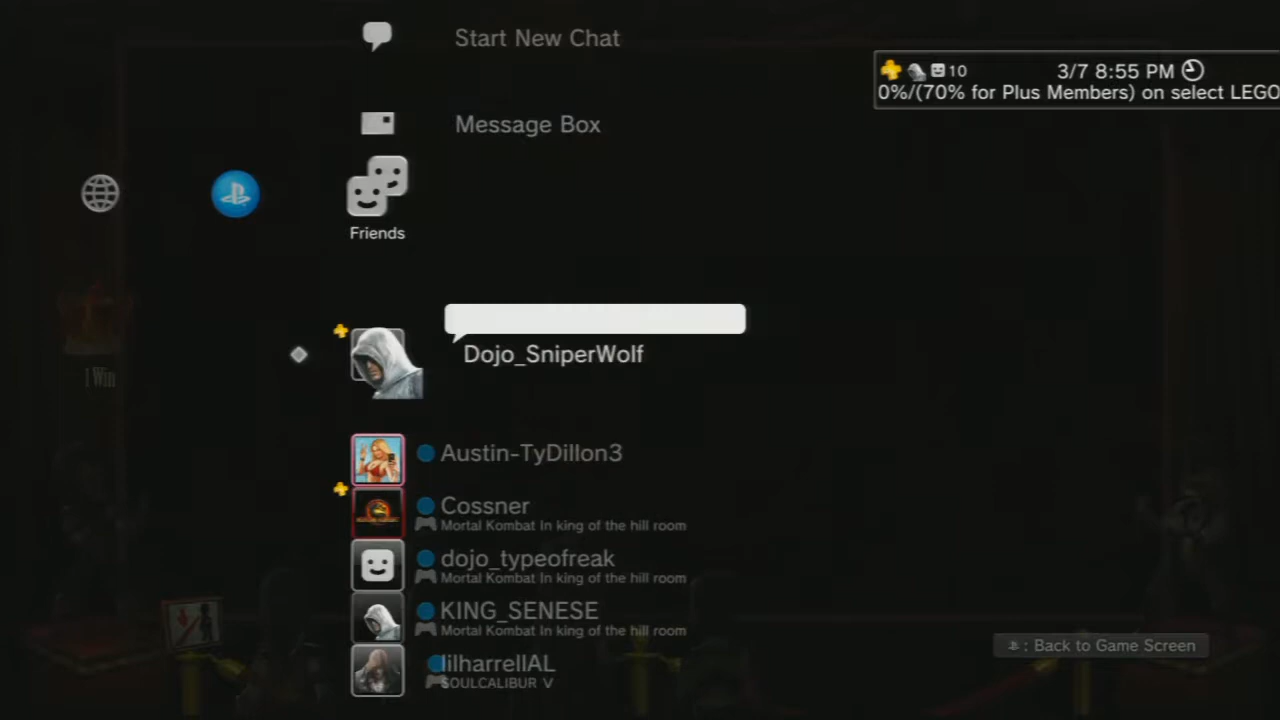 Start New Chat
10
3/7 8:55 PM
0%/(70% for Plus Members) on select LEGO
Message Box
Friends
Dojo_SniperWolf
I Win
Austin-TyDillon3
Cossner
Mortal Kombat In king of the hill room
dojo_typeofreak
Mortal Kombat In king of the hill room
KING_SENESE
Mortal Kombat In king of the hill room
lilharrellAL
SOULCALIBUR V
: Back to Game Screen